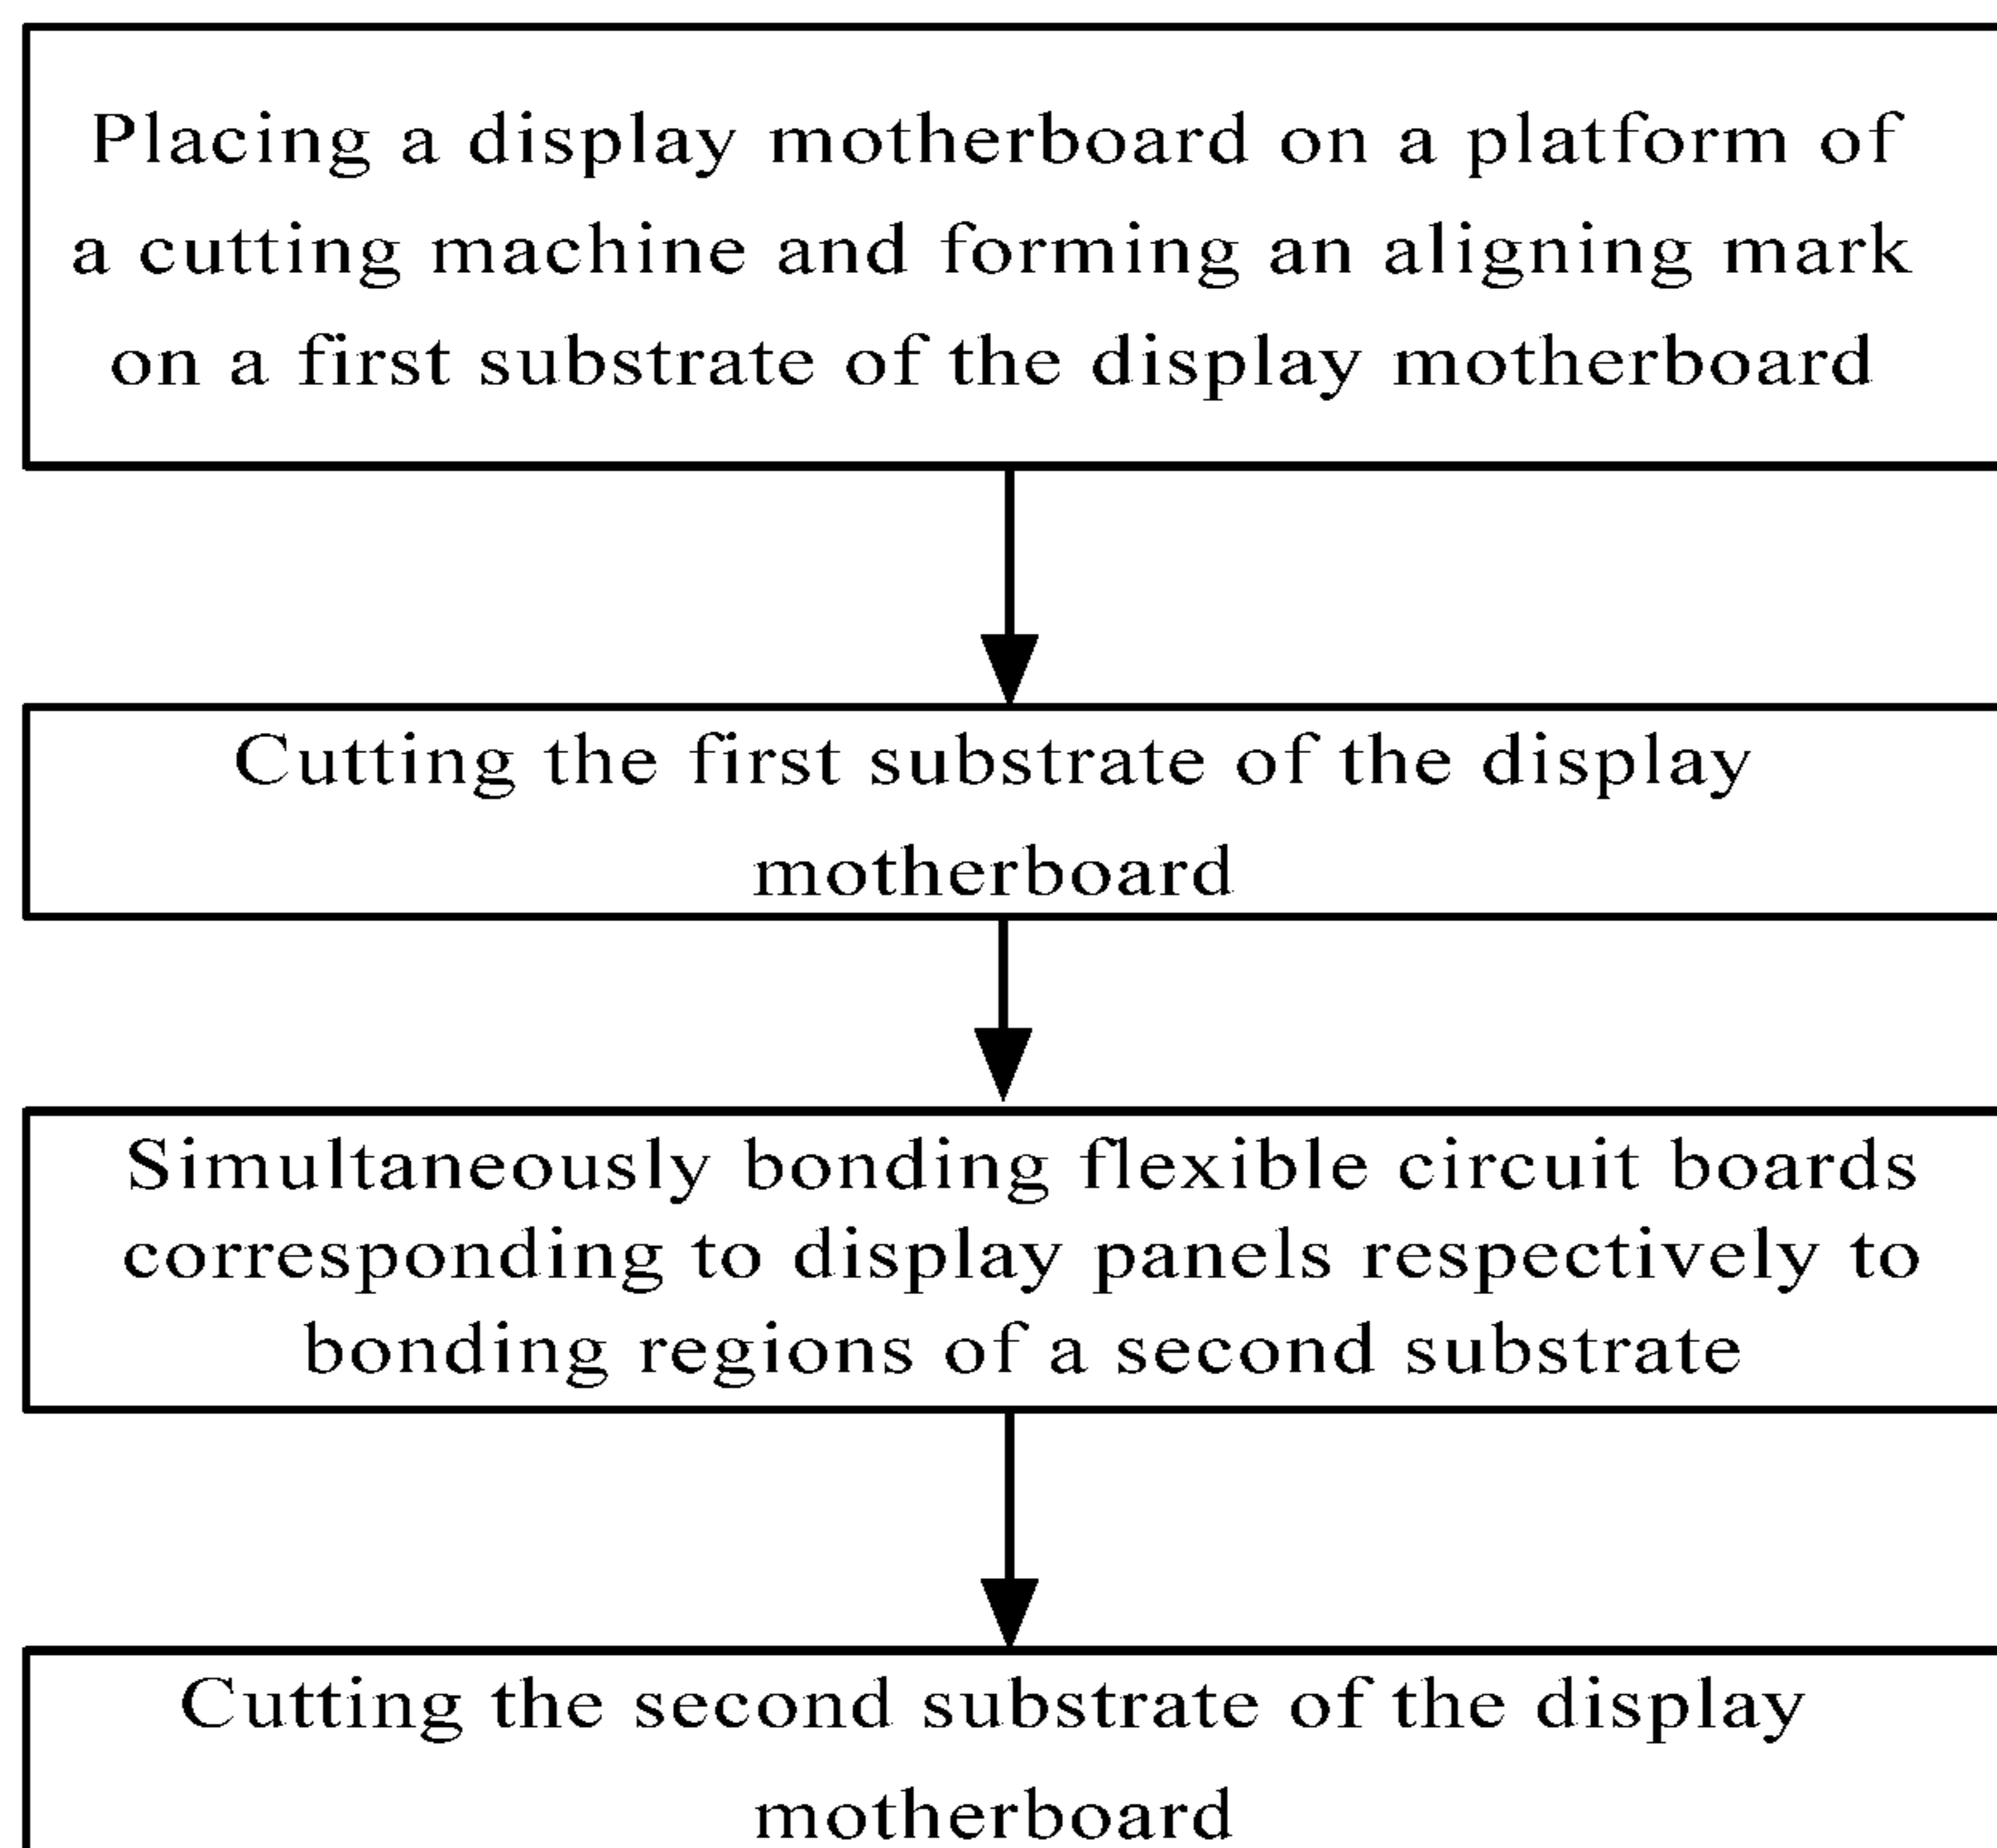 Placing a display motherboard on a platform of
a cutting machine and forming an aligning mark
on a first substrate of the display motherboard
Cutting the first substrate of the display
motherboard
Simultaneously bonding flexible circuit boards
corresponding to display panels respectively to
bonding regions of a second substrate
Cutting the second substrate of the display
motherboard